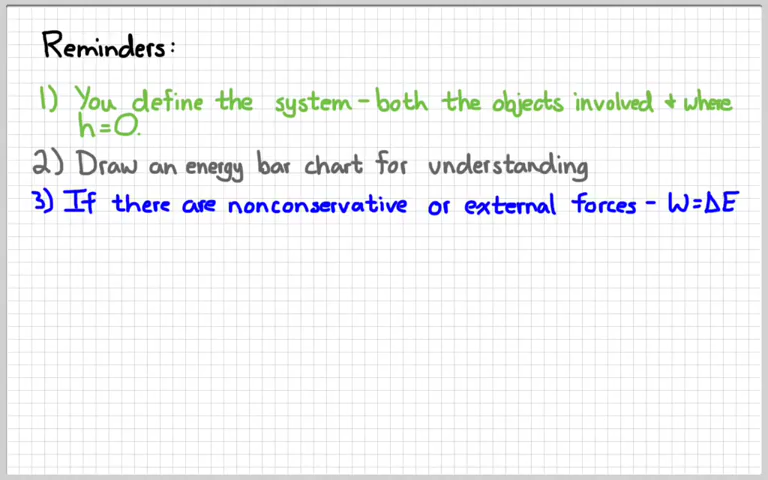 Reminders:
1) You define the system - both the objects involved + where
h=0.
2) Draw an energy bar chart for understanding
3) If there are nonconservative or external forces - W=ΔE